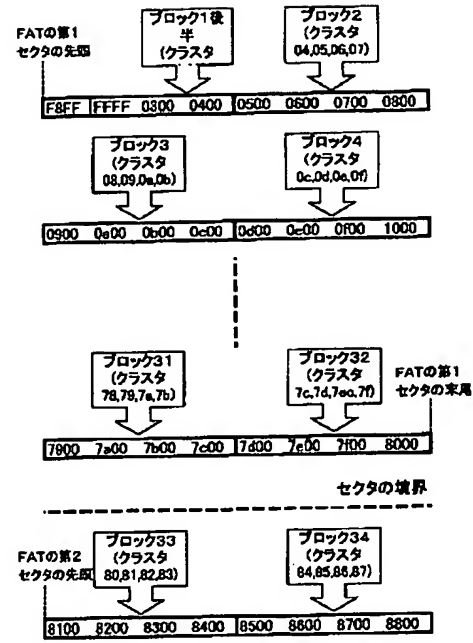 FATの第1
セクタの先頭
ブロック1後
半
(クラスタ
ブロック2
(クラスタ
04,05,06,07)
F8FF FFFF 0300 0400 0500 0600 0700 0800
ブロック3
(クラスタ
08,09,0a,0b)
ブロック4
(クラスタ
0c,0d,0e,0f)
0900 0a00 0b00 0c00 0d00 0e00 0f00 1000
ブロック31
(クラスタ
78,79,7a,7b)
ブロック32
(クラスタ
7c,7d,7eo,7f)
FATの第1
セクタの末尾
7900 7a00 7b00 7c00 7d00 7e00 7f00 8000
セクタの境界
FATの第2
セクタの先頭
ブロック33
(クラスタ
80,81,82,83)
ブロック34
(クラスタ
84,85,86,87)
8100 8200 8300 8400 8500 8600 8700 8800